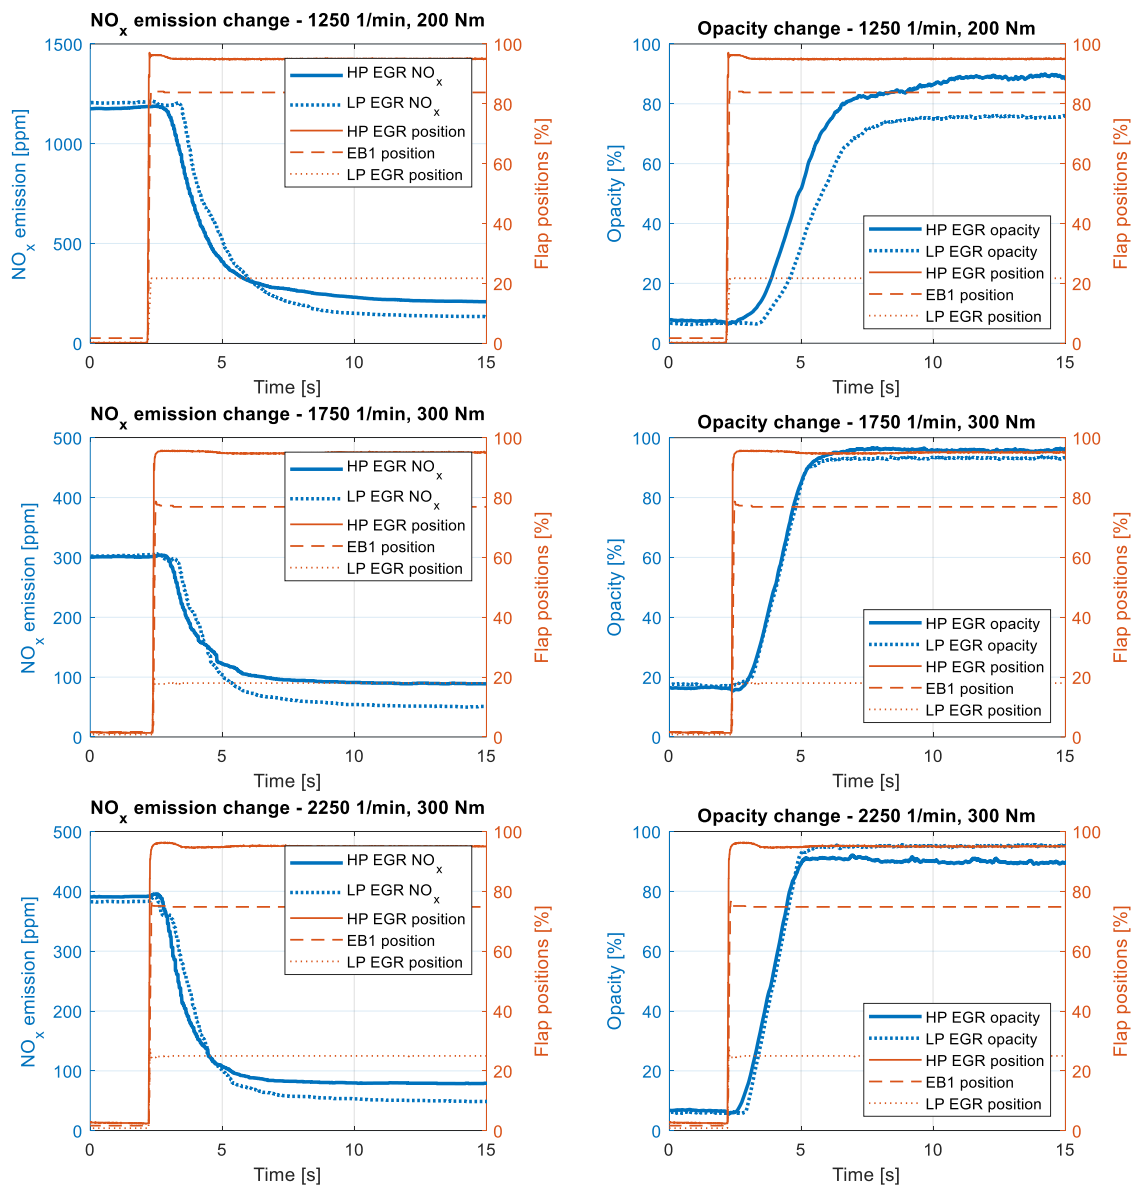 NOx emission change - 1250 1/min, 200 Nm
1500
1000
500
0
NOx emission [ppm]
100
80
60
40
20
0
Flap positions [%]
HP EGR NOx
LP EGR NOx
HP EGR position
EB1 position
LP EGR position
0 5 10 15
Time [s]
Opacity change - 1250 1/min, 200 Nm
100
80
60
40
20
0
Opacity [%]
100
80
60
40
20
0
Flap positions [%]
HP EGR opacity
LP EGR opacity
HP EGR position
EB1 position
LP EGR position
0 5 10 15
Time [s]
NOx emission change - 1750 1/min, 300 Nm
500
400
300
200
100
0
NOx emission [ppm]
100
80
60
40
20
0
Flap positions [%]
HP EGR NOx
LP EGR NOx
HP EGR position
EB1 position
LP EGR position
0 5 10 15
Time [s]
Opacity change - 1750 1/min, 300 Nm
100
80
60
40
20
0
Opacity [%]
100
80
60
40
20
0
Flap positions [%]
HP EGR opacity
LP EGR opacity
HP EGR position
EB1 position
LP EGR position
0 5 10 15
Time [s]
NOx emission change - 2250 1/min, 300 Nm
500
400
300
200
100
0
NOx emission [ppm]
100
80
60
40
20
0
Flap positions [%]
HP EGR NOx
LP EGR NOx
HP EGR position
EB1 position
LP EGR position
0 5 10 15
Time [s]
Opacity change - 2250 1/min, 300 Nm
100
80
60
40
20
0
Opacity [%]
100
80
60
40
20
0
Flap positions [%]
HP EGR opacity
LP EGR opacity
HP EGR position
EB1 position
LP EGR position
0 5 10 15
Time [s]